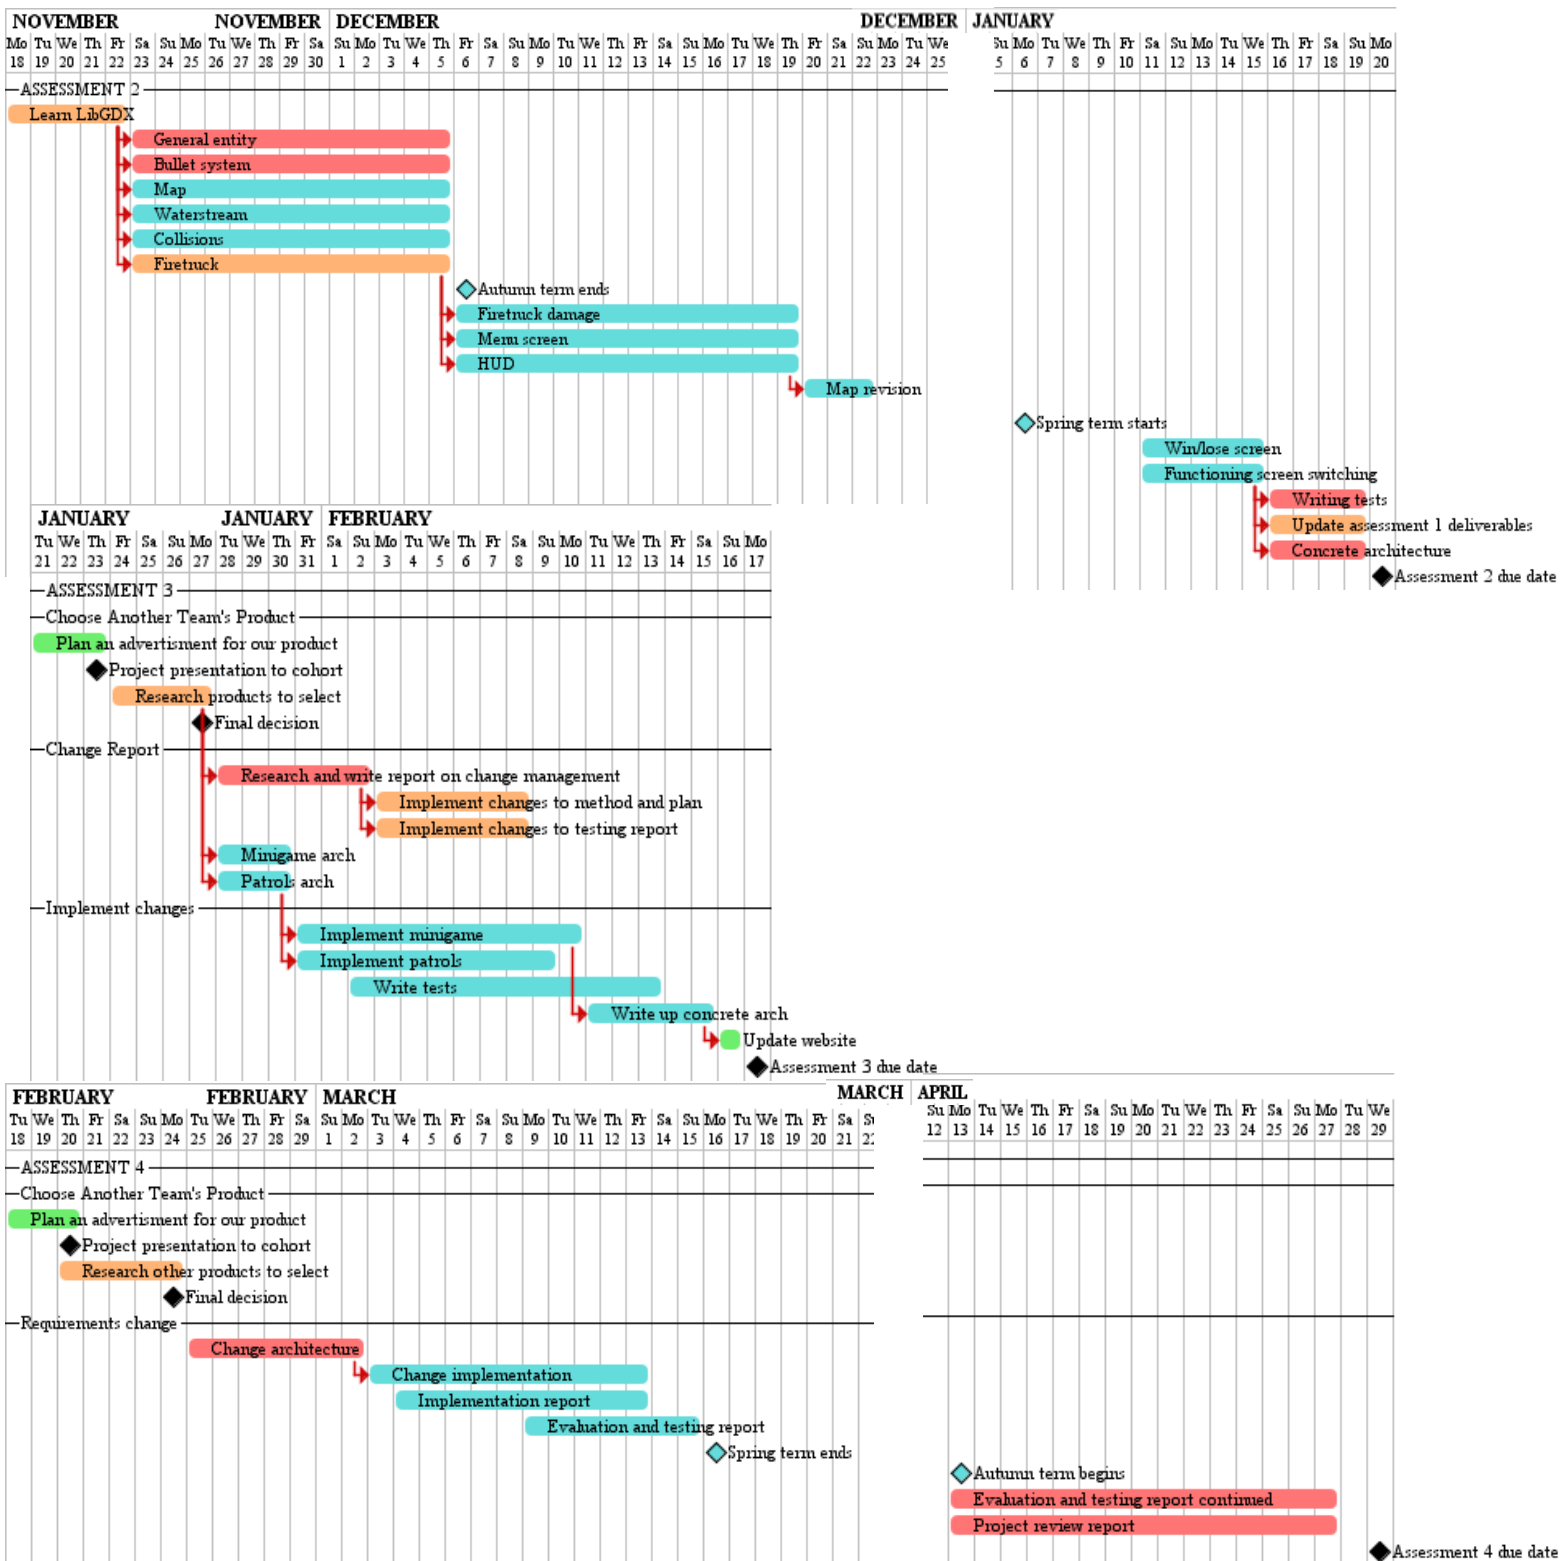 NOVEMBER NOVEMBER DECEMBER DECEMBER JANUARY
Mo Tu We Th Fr Sa Su Mo Tu We Th Fr Sa Su Mo Tu We Th Fr Sa Su Mo Tu We Th Fr Sa Su Mo Tu We Th Fr Sa Su Mo Tu We Su Mo Tu We Th Fr Sa Su Mo Tu We Th Fr Sa Su Mo
18 19 20 21 22 23 24 25 26 27 28 29 30 1 2 3 4 5 6 7 8 9 10 11 12 13 14 15 16 17 18 19 20 21 22 23 24 25 5 6 7 8 9 10 11 12 13 14 15 16 17 18 19 20
ASSESSMENT 2
Learn LibGDX
General entity
Bullet system
Map
Waterstream
Collisions
Firetruck
Autumn term ends
Firetruck damage
Menu screen
HUD
Map revision
Spring term starts
Win/lose screen
Functioning screen switching
Writing tests
Update assessment 1 deliverables
Concrete architecture
Assessment 2 due date
JANUARY JANUARY FEBRUARY
Tu We Th Fr Sa Su Mo Tu We Th Fr Sa Su Mo Tu We Th Fr Sa Su Mo Tu We Th Fr Sa Su Mo
21 22 23 24 25 26 27 28 29 30 31 1 2 3 4 5 6 7 8 9 10 11 12 13 14 15 16 17
ASSESSMENT 3
Choose Another Team's Product
Plan an advertisment for our product
Project presentation to cohort
Research products to select
Final decision
Change Report
Research and write report on change management
Implement changes to method and plan
Implement changes to testing report
Minigame arch
Patrols arch
Implement changes
Implement minigame
Implement patrols
Write tests
Write up concrete arch
Update website
Assessment 3 due date
FEBRUARY FEBRUARY MARCH MARCH APRIL
Tu We Th Fr Sa Su Mo Tu We Th Fr Sa Su Mo Tu We Th Fr Sa Su Mo Tu We Th Fr Sa Su Mo Tu We Th Fr Sa Su Su Mo Tu We Th Fr Sa Su Mo Tu We Th Fr Sa Su Mo Tu We
18 19 20 21 22 23 24 25 26 27 28 29 1 2 3 4 5 6 7 8 9 10 11 12 13 14 15 16 17 18 19 20 21 22 12 13 14 15 16 17 18 19 20 21 22 23 24 25 26 27 28 29
ASSESSMENT 4
Choose Another Team's Product
Plan an advertisment for our product
Project presentation to cohort
Research other products to select
Final decision
Requirements change
Change architecture
Change implementation
Implementation report
Evaluation and testing report
Spring term ends
Autumn term begins
Evaluation and testing report continued
Project review report
Assessment 4 due date